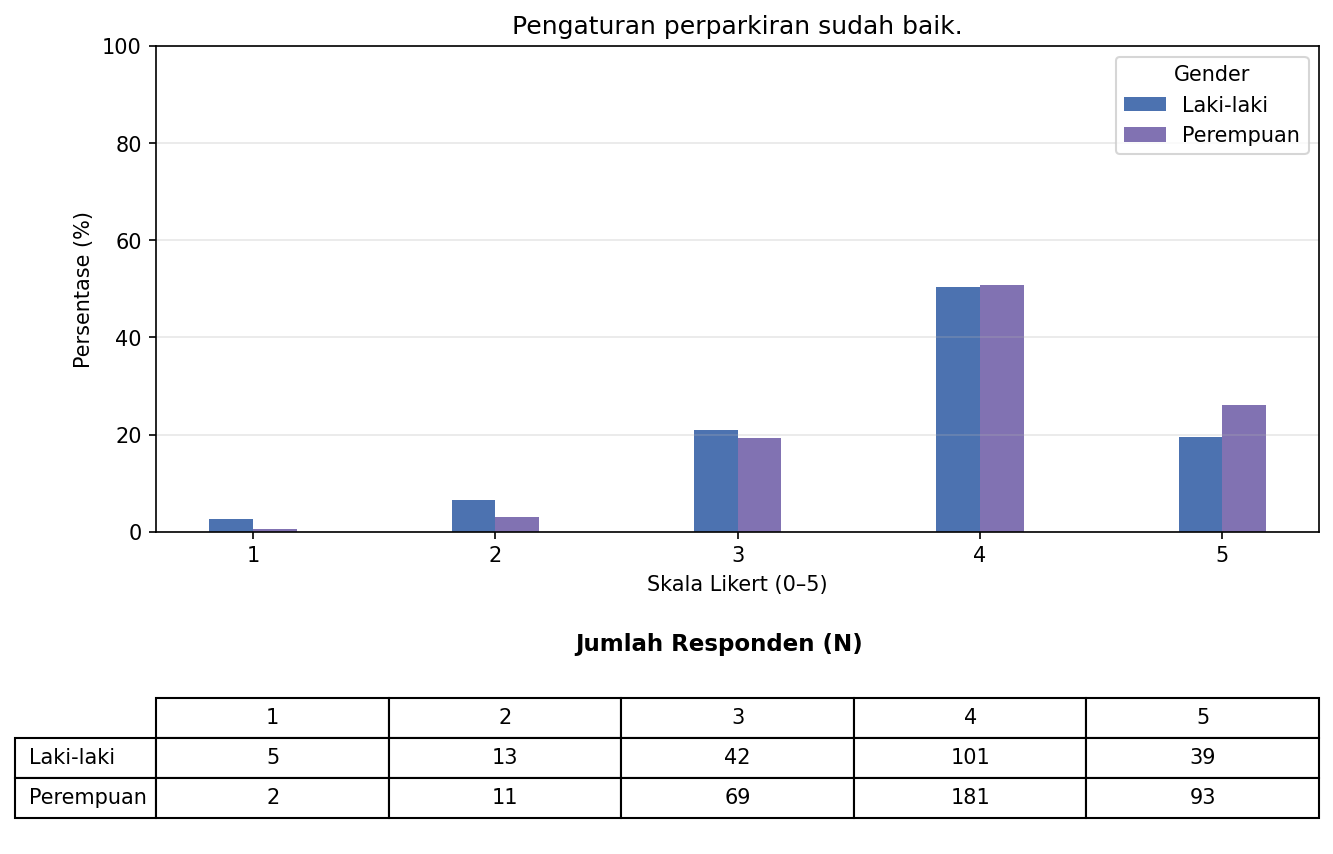 Pengaturan perparkiran sudah baik.
100
80
60
40
20
0
Persentase (%)
Gender
Laki-laki
Perempuan
1 2 3 4 5
Skala Likert (0–5)
Jumlah Responden (N)
1 2 3 4 5
Laki-laki 5 13 42 101 39
Perempuan 2 11 69 181 93